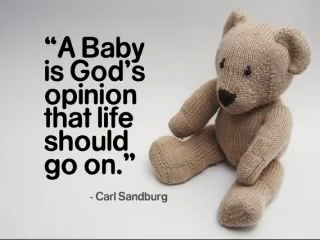 “A Baby
is God’s
opinion
that life
should
go on.”
- Carl Sandburg